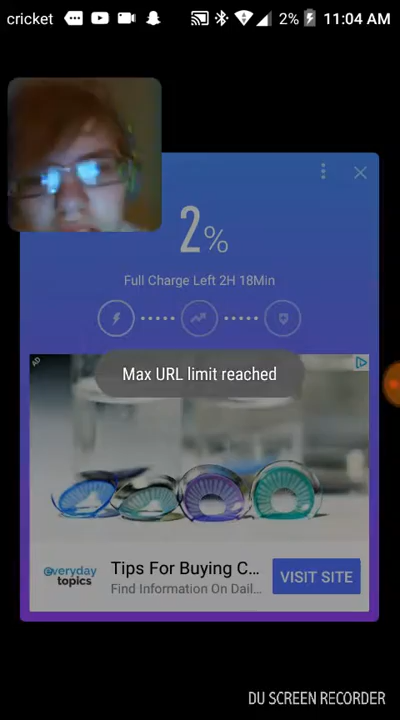 cricket 2% 11:04 AM
2%
Full Charge Left 2H 18Min
Max URL limit reached
AD
everyday
topics
Tips For Buying C...
Find Information On Dail...
VISIT SITE
DU SCREEN RECORDER